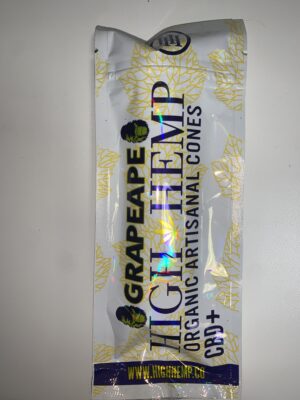 GRAPEAPE
HIGH HEMP
ORGANIC ARTISANAL CONES
CBD+
WWW.HIGHHEMP.CO